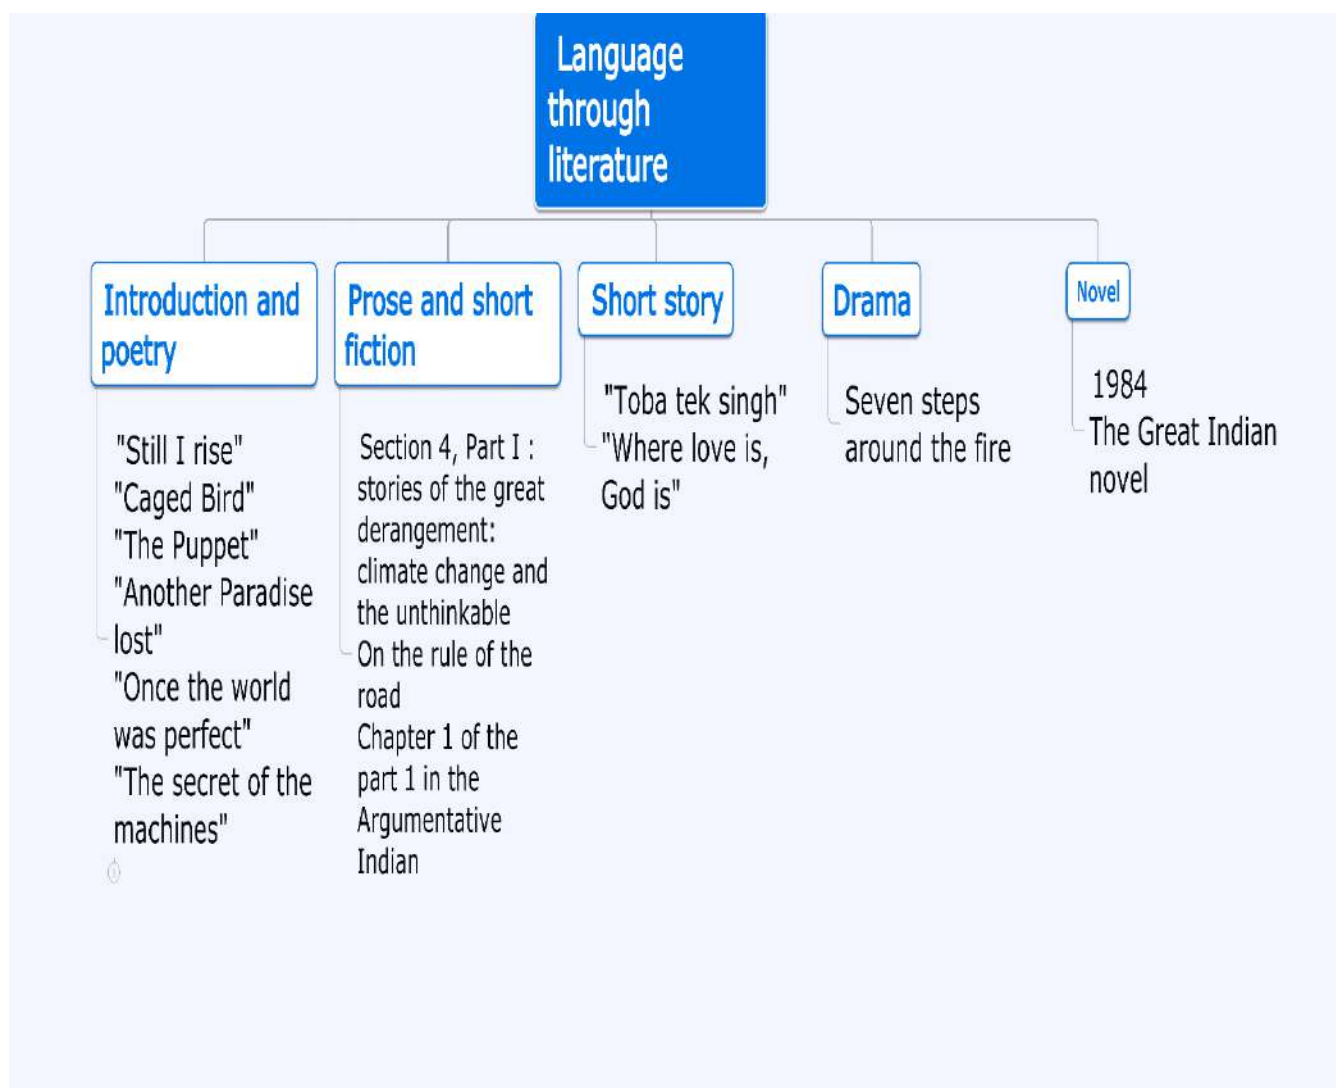 Language
through
literature
Introduction and
poetry
"Still I rise"
"Caged Bird"
"The Puppet"
"Another Paradise
lost"
"Once the world
was perfect"
"The secret of the
machines"
Prose and short
fiction
Section 4, Part I :
stories of the great
derangement:
climate change and
the unthinkable
On the rule of the
road
Chapter 1 of the
part 1 in the
Argumentative
Indian
Short story
"Toba tek singh"
"Where love is,
God is"
Drama
Seven steps
around the fire
Novel
1984
The Great Indian
novel